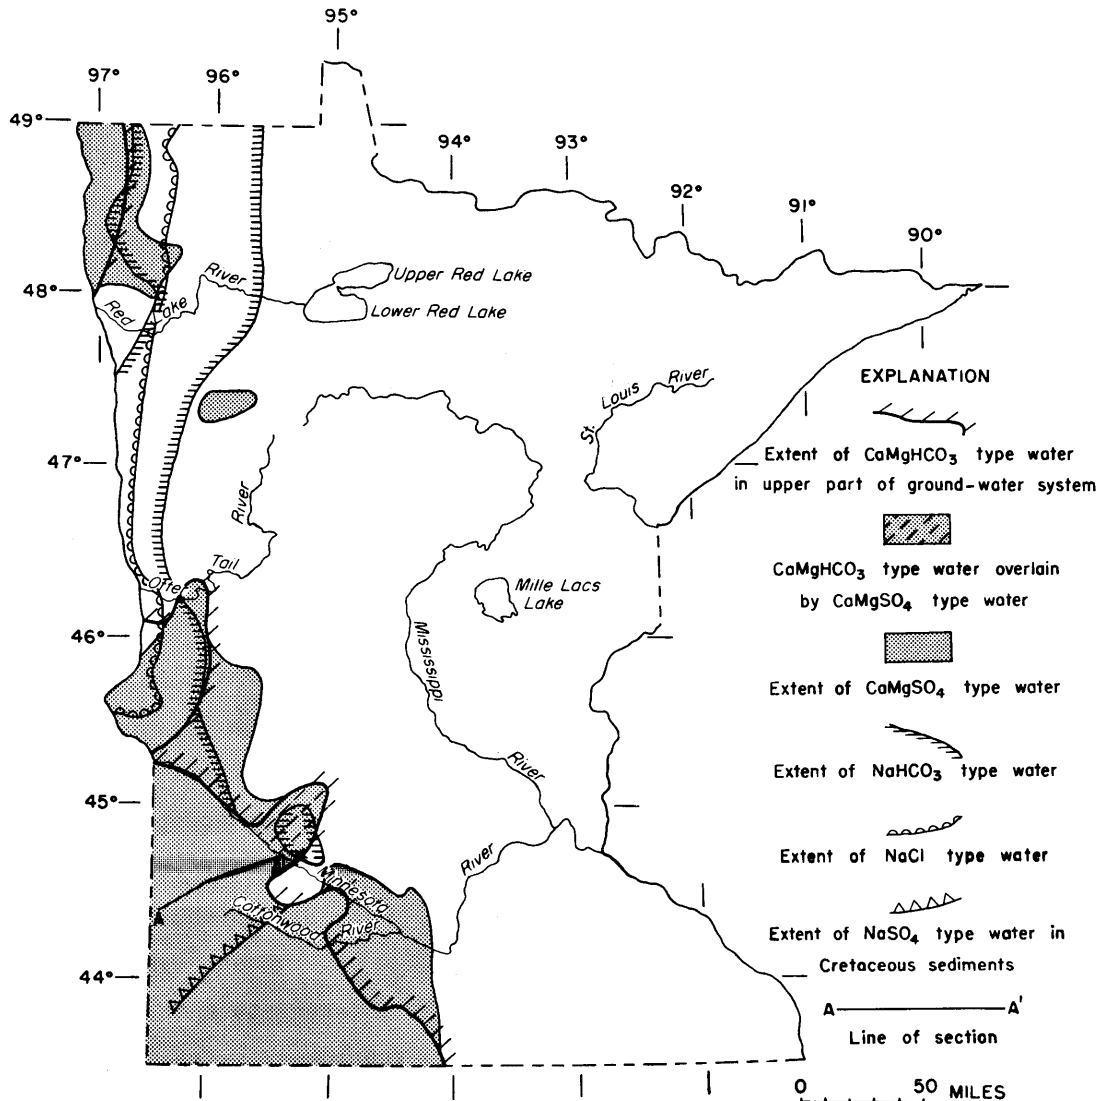 95°
97°
96°
49°
94°
93°
92°
91°
90°
48°
River
Upper Red Lake
Red
Lake
Lower Red Lake
47°
River
St. Louis River
Otter
Tail
Mille Lacs
Lake
46°
Mississippi
River
45°
River
Minnesota
Cottonwood
River
A
44°
EXPLANATION
Extent of CaMgHCO3 type water
in upper part of ground-water system
CaMgHCO3 type water overlain
by CaMgSO4 type water
Extent of CaMgSO4 type water
Extent of NaHCO3 type water
Extent of NaCl type water
Extent of NaSO4 type water in
Cretaceous sediments
A A'
Line of section
0 50 MILES